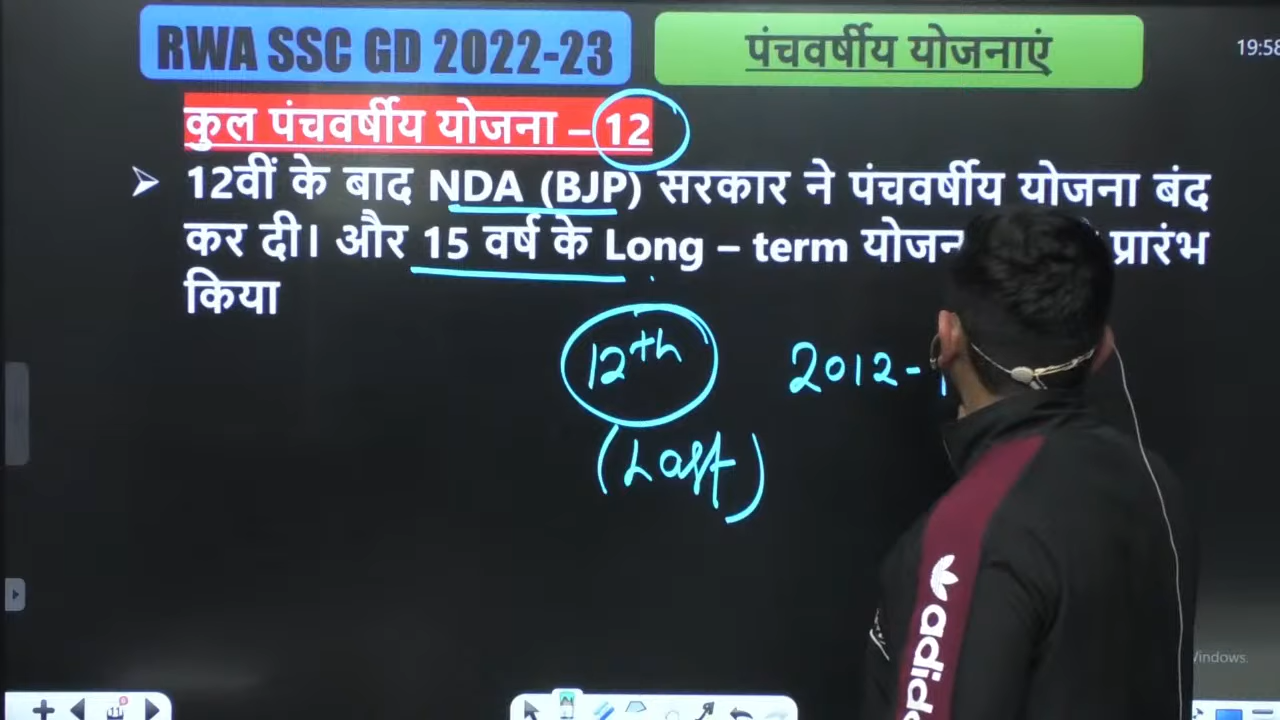 RWA SSC GD 2022-23
पंचवर्षीय योजनाएं
19:58
कुल पंचवर्षीय योजना – 12
➢ 12वीं के बाद NDA (BJP) सरकार ने पंचवर्षीय योजना बंद
कर दी। और 15 वर्ष के Long – term प्रारंभ
किया
12th
2012-
(Last)
adidas
Windows.